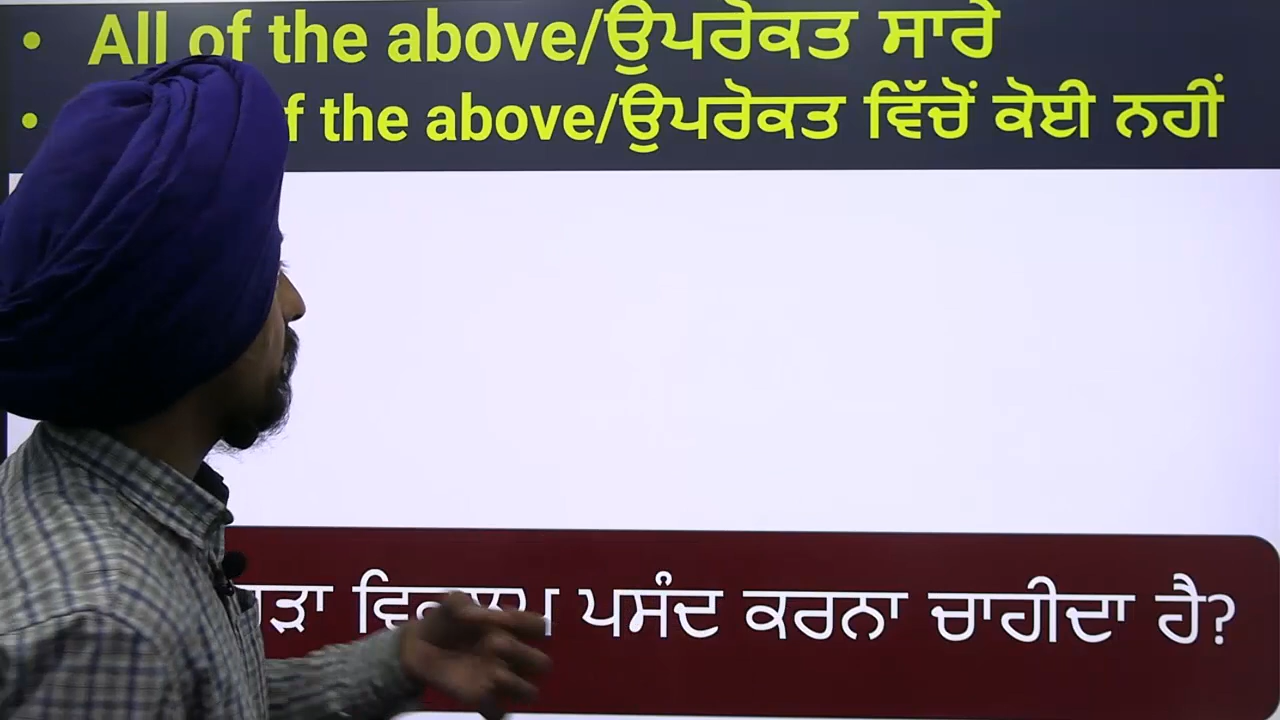 • All of the above/ਉਪਰੋਕਤ ਸਾਰੇ
• the above/ਉਪਰੋਕਤ ਵਿੱਚੋਂ ਕੋਈ ਨਹੀਂ
ਪਸੰਦ ਕਰਨਾ ਚਾਹੀਦਾ ਹੈ?